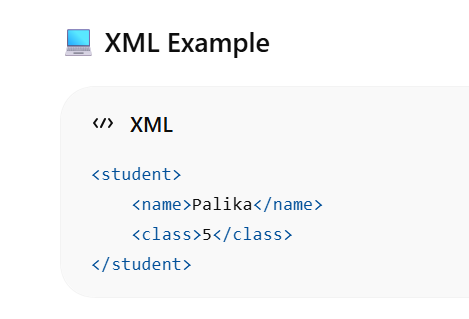 XML Example
XML
<student>
    <name>Palika</name>
    <class>5</class>
</student>